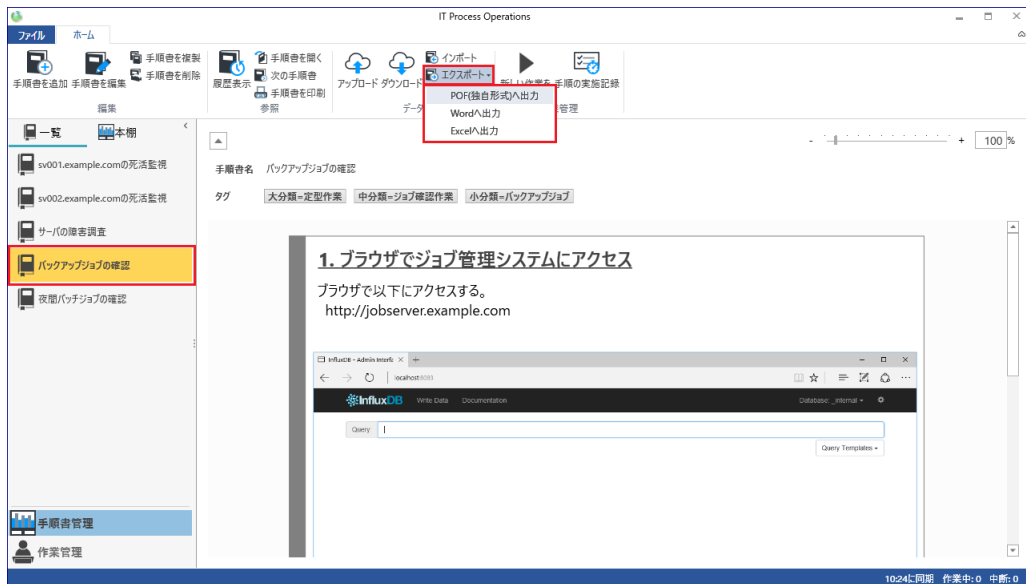 IT Process Operations
ファイル ホーム
手順書を追加 手順書を編集 手順書を複製 手順書を削除
編集
履歴表示 手順書を開く 次の手順書 手順書を印刷
参照
アップロード ダウンロード インポート エクスポート
データ
新しい作業を 手順の実施記録
管理
POF(独自形式)へ出力
Wordへ出力
Excelへ出力
一覧 本棚
sv001.example.comの死活監視
sv002.example.comの死活監視
サーバの障害調査
バックアップジョブの確認
夜間バッチジョブの確認
手順書管理
作業管理
- + 100 %
手順書名 バックアップジョブの確認
タグ 大分類=定型作業 中分類=ジョブ確認作業 小分類=バックアップジョブ
1. ブラウザでジョブ管理システムにアクセス
ブラウザで以下にアクセスする。
http://jobserver.example.com
InfluxDB - Admin Interfa
localhost:8083
InfluxDB Write Data Documentation Database: _internal
Query
Query Templates
10:24に同期 作業中: 0 中断: 0